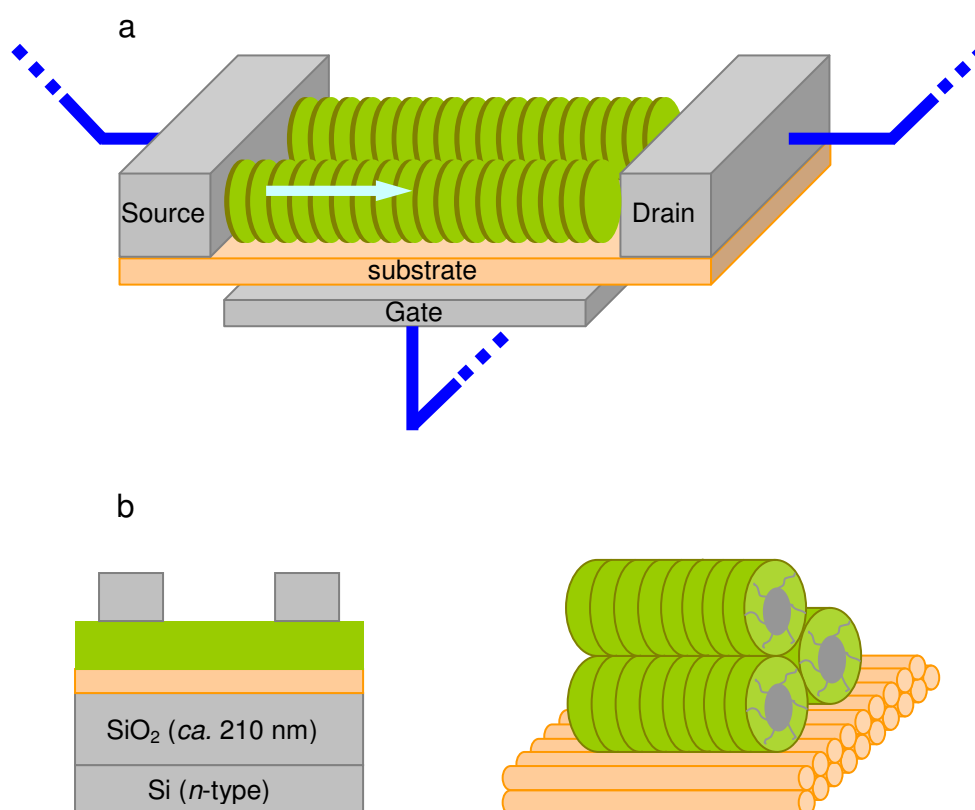 a
Source
Drain
substrate
Gate
b
SiO₂ (ca. 210 nm)
Si (n-type)